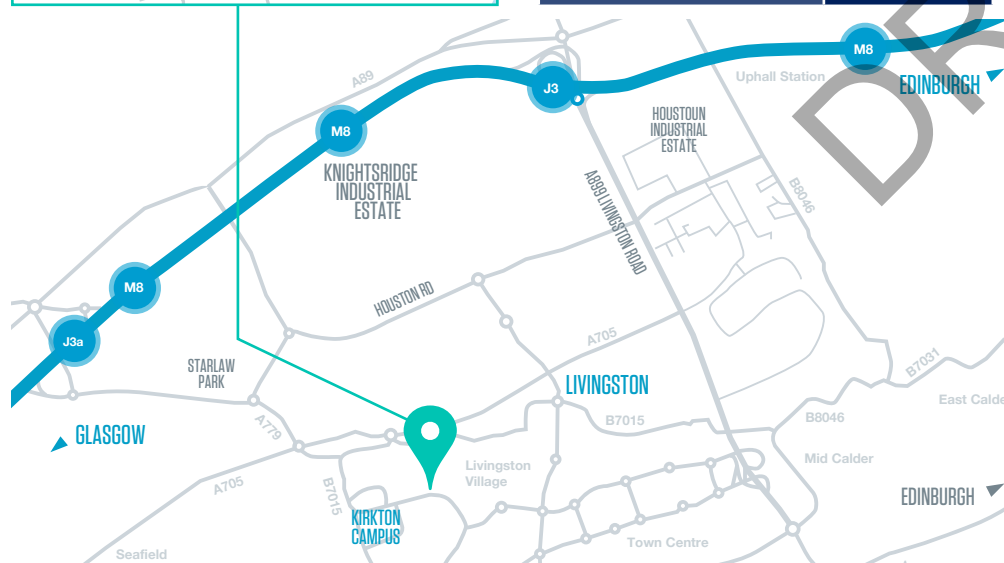 A89
M8
J3
M8
Uphall Station
EDINBURGH
HOUSTOUN
INDUSTRIAL
ESTATE
KNIGHTSRIDGE
INDUSTRIAL
ESTATE
A899 LIVINGSTON ROAD
B8046
M8
HOUSTON RD
J3a
A705
STARLAW
PARK
LIVINGSTON
B7031
East Calde
GLASGOW
A779
B7015
B8046
Livingston
Village
Mid Calder
A705
B7015
EDINBURGH
KIRKTON
CAMPUS
Town Centre
Seafield